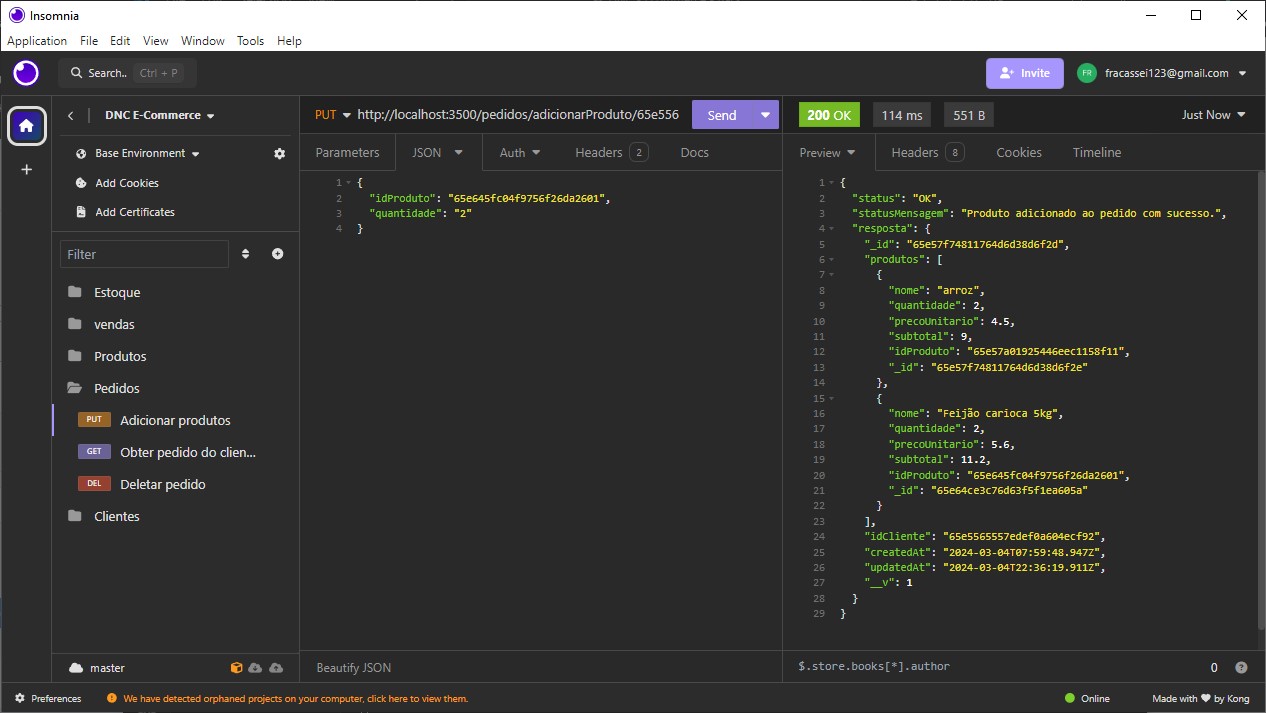 Insomnia
Application File Edit View Window Tools Help
Search.. Ctrl + P
Invite
FR fracassei123@gmail.com
DNC E-Commerce
Base Environment
Add Cookies
Add Certificates
Filter
Estoque
vendas
Produtos
Pedidos
PUT Adicionar produtos
GET Obter pedido do clien...
DEL Deletar pedido
Clientes
master
PUT http://localhost:3500/pedidos/adicionarProduto/65e556 Send
Parameters JSON Auth Headers 2 Docs
1 {
2 "idProduto": "65e645fc04f9756f26da2601",
3 "quantidade": "2"
4 }
Beautify JSON
200 OK 114 ms 551 B Just Now
Preview Headers 8 Cookies Timeline
1 {
2 "status": "OK",
3 "statusMensagem": "Produto adicionado ao pedido com sucesso.",
4 "resposta": {
5 "_id": "65e57f74811764d6d38d6f2d",
6 "produtos": [
7 {
8 "nome": "arroz",
9 "quantidade": 2,
10 "precoUnitario": 4.5,
11 "subtotal": 9,
12 "idProduto": "65e57a01925446eec1158f11",
13 "_id": "65e57f74811764d6d38d6f2e"
14 },
15 {
16 "nome": "Feijão carioca 5kg",
17 "quantidade": 2,
18 "precoUnitario": 5.6,
19 "subtotal": 11.2,
20 "idProduto": "65e645fc04f9756f26da2601",
21 "_id": "65e64ce3c76d63f5f1ea605a"
22 }
23 ],
24 "idCliente": "65e5565557edef0a604ecf92",
25 "createdAt": "2024-03-04T07:59:48.947Z",
26 "updatedAt": "2024-03-04T22:36:19.911Z",
27 "__v": 1
28 }
29 }
$.store.books[*].author 0 ?
Preferences
We have detected orphaned projects on your computer, click here to view them.
Online
Made with ♥ by Kong